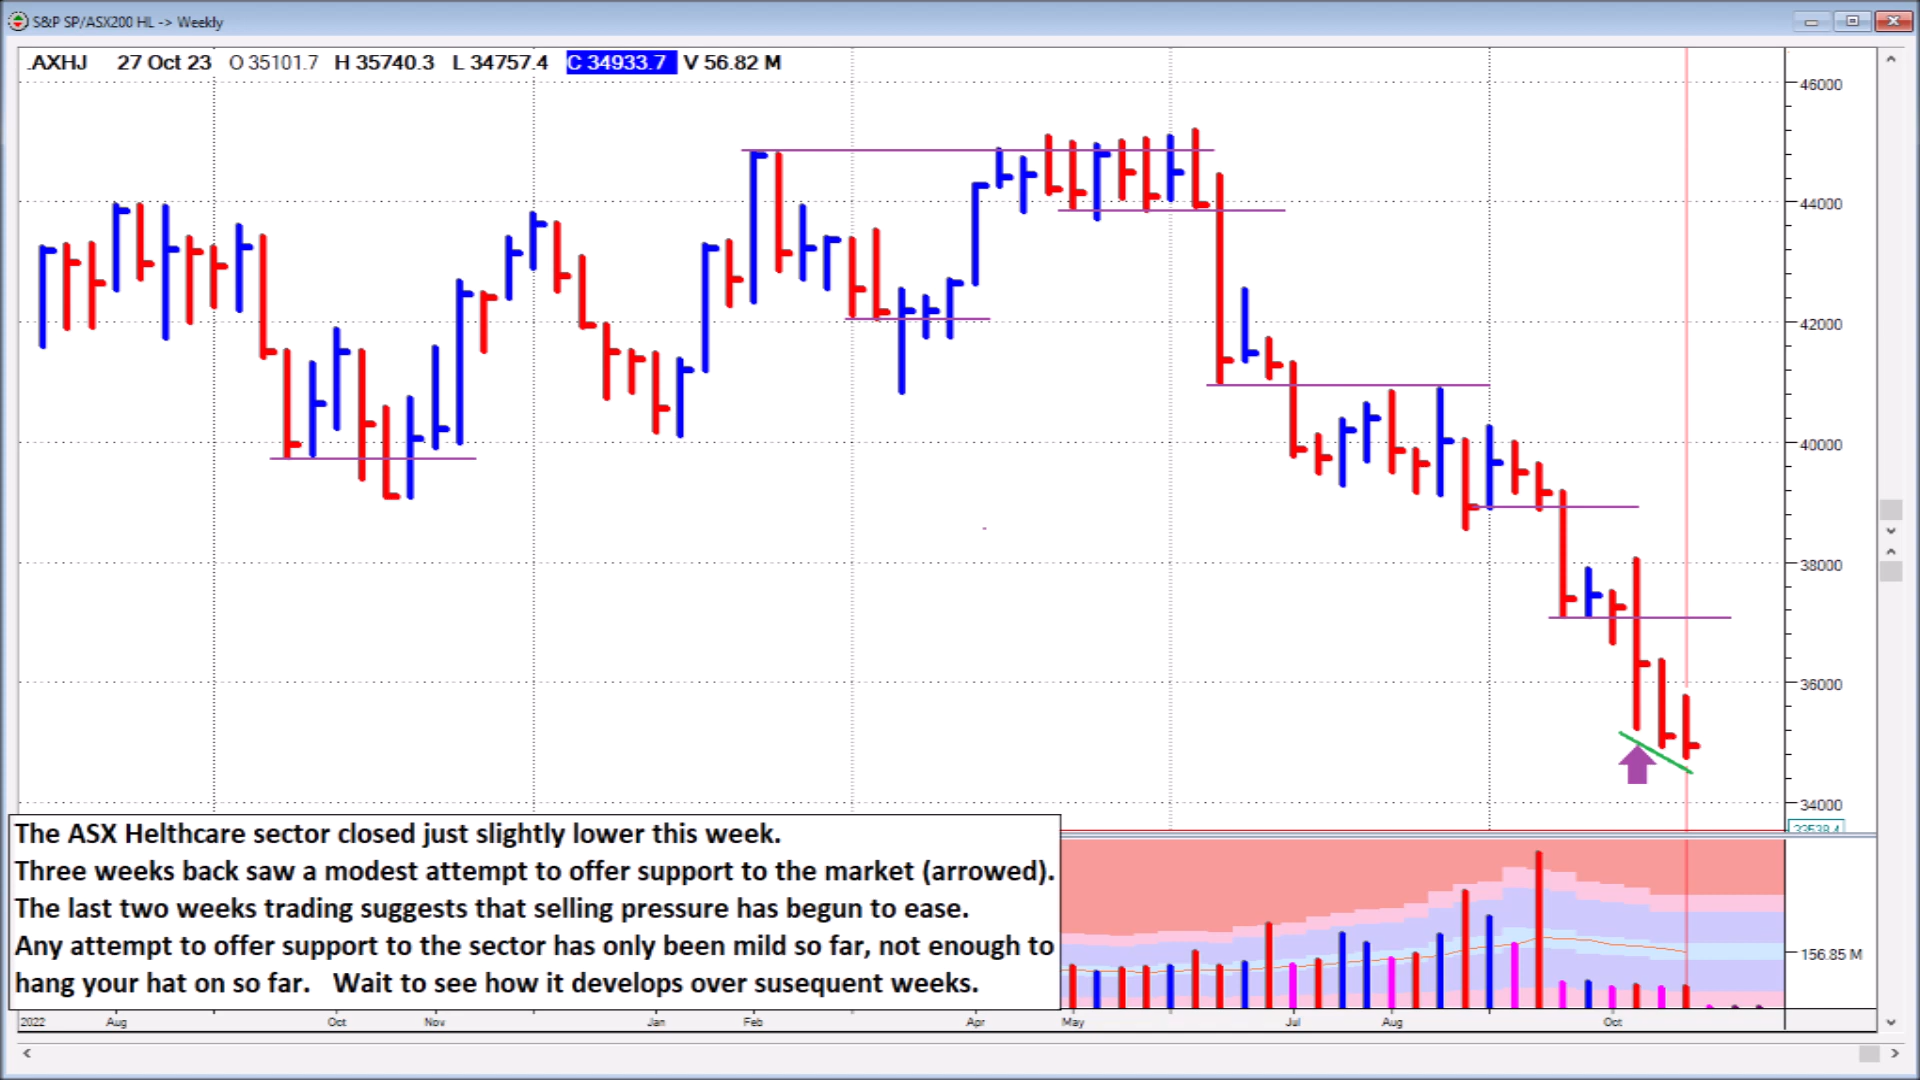 S&P SP/ASX200 HL -> Weekly
.AXHJ 27 Oct 23 O 35101.7 H 35740.3 L 34757.4 C 34933.7 V 56.82 M
46000
44000
42000
40000
38000
36000
34000
33538.4
The ASX Helthcare sector closed just slightly lower this week.
Three weeks back saw a modest attempt to offer support to the market (arrowed).
The last two weeks trading suggests that selling pressure has begun to ease.
Any attempt to offer support to the sector has only been mild so far, not enough to
hang your hat on so far. Wait to see how it develops over susequent weeks.
156.85 M
2022 Aug Oct Nov Jan Feb Apr May Jul Aug Oct